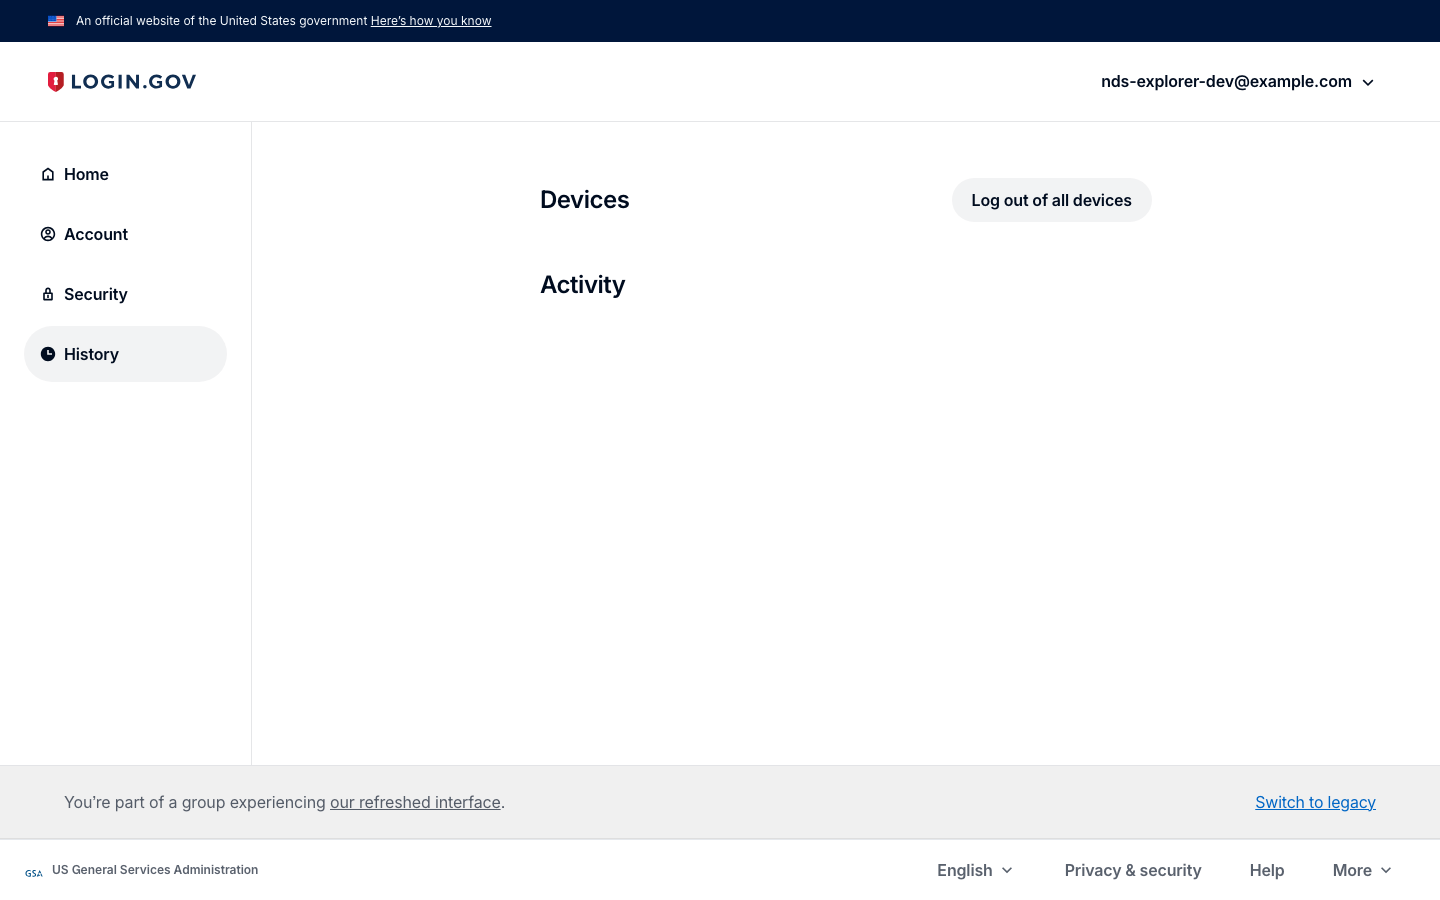 An official website of the United States government Here’s how you know
LOGIN.GOV
nds-explorer-dev@example.com
Home
Account
Security
History
Devices
Log out of all devices
Activity
You’re part of a group experiencing our refreshed interface.
Switch to legacy
GSA
US General Services Administration
English
Privacy & security
Help
More